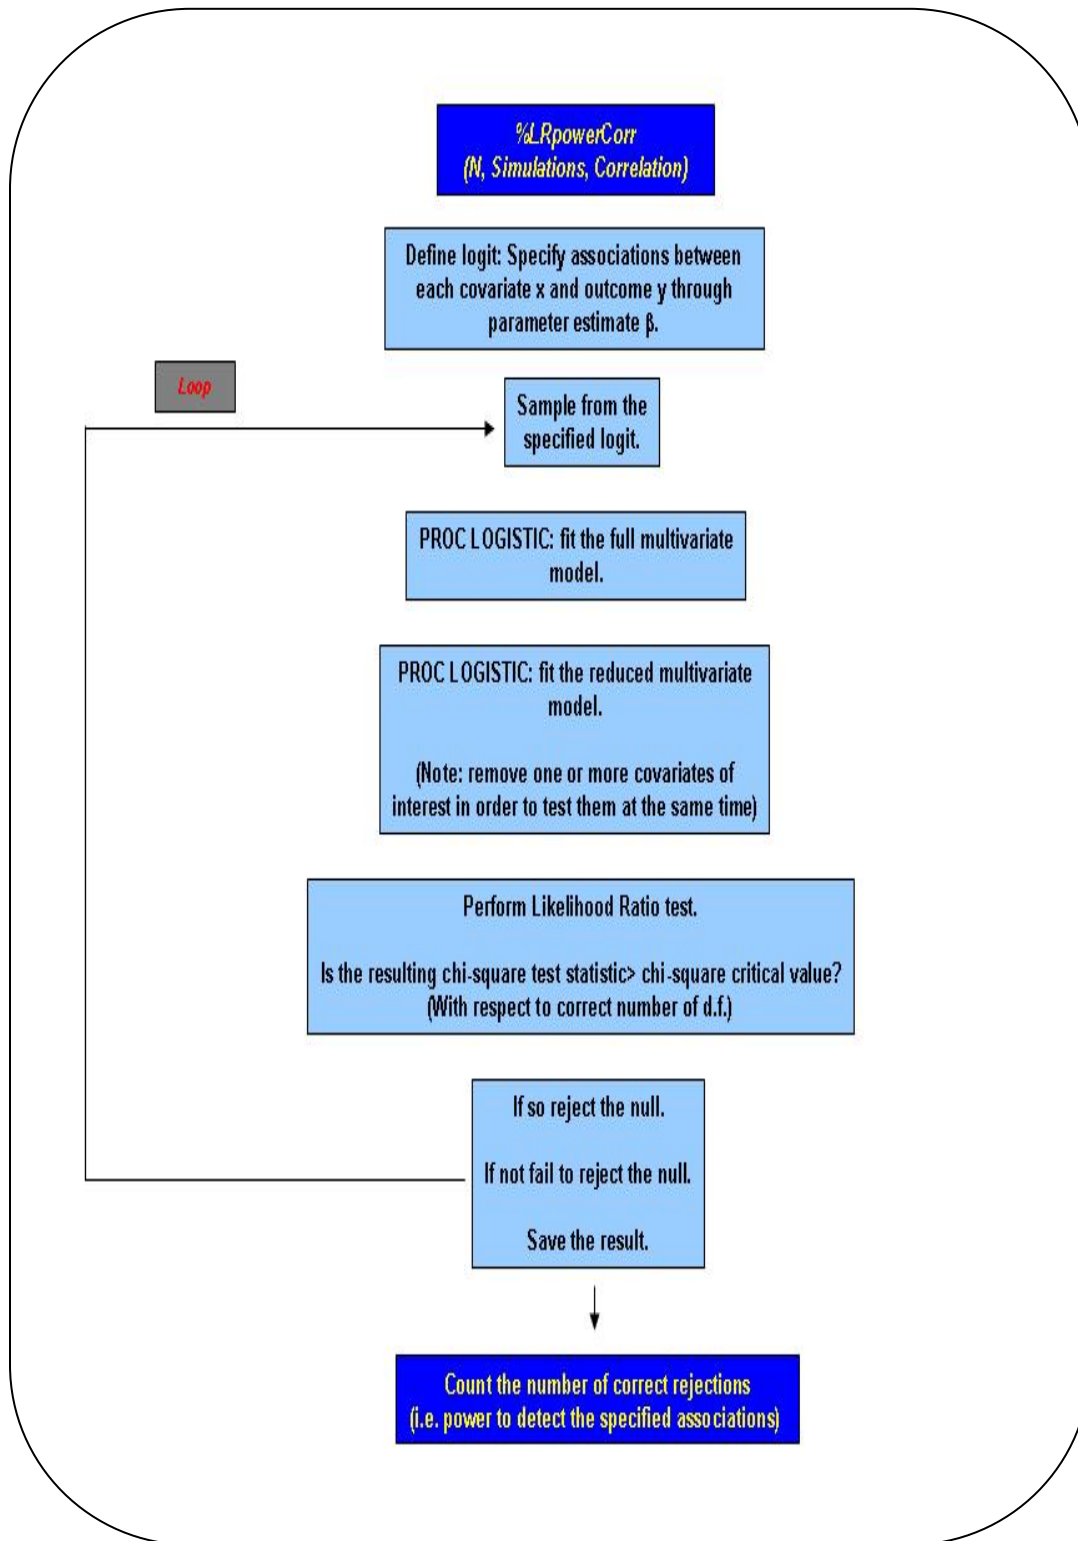 %LRpowerCorr
(N, Simulations, Correlation)
Define logit: Specify associations between
each covariate x and outcome y through
parameter estimate β.
Loop
Sample from the
specified logit.
PROC LOGISTIC: fit the full multivariate
model.
PROC LOGISTIC: fit the reduced multivariate
model.
(Note: remove one or more covariates of
interest in order to test them at the same time)
Perform Likelihood Ratio test.
Is the resulting chi-square test statistic> chi-square critical value?
(With respect to correct number of d.f.)
If so reject the null.
If not fail to reject the null.
Save the result.
Count the number of correct rejections
(i.e. power to detect the specified associations)